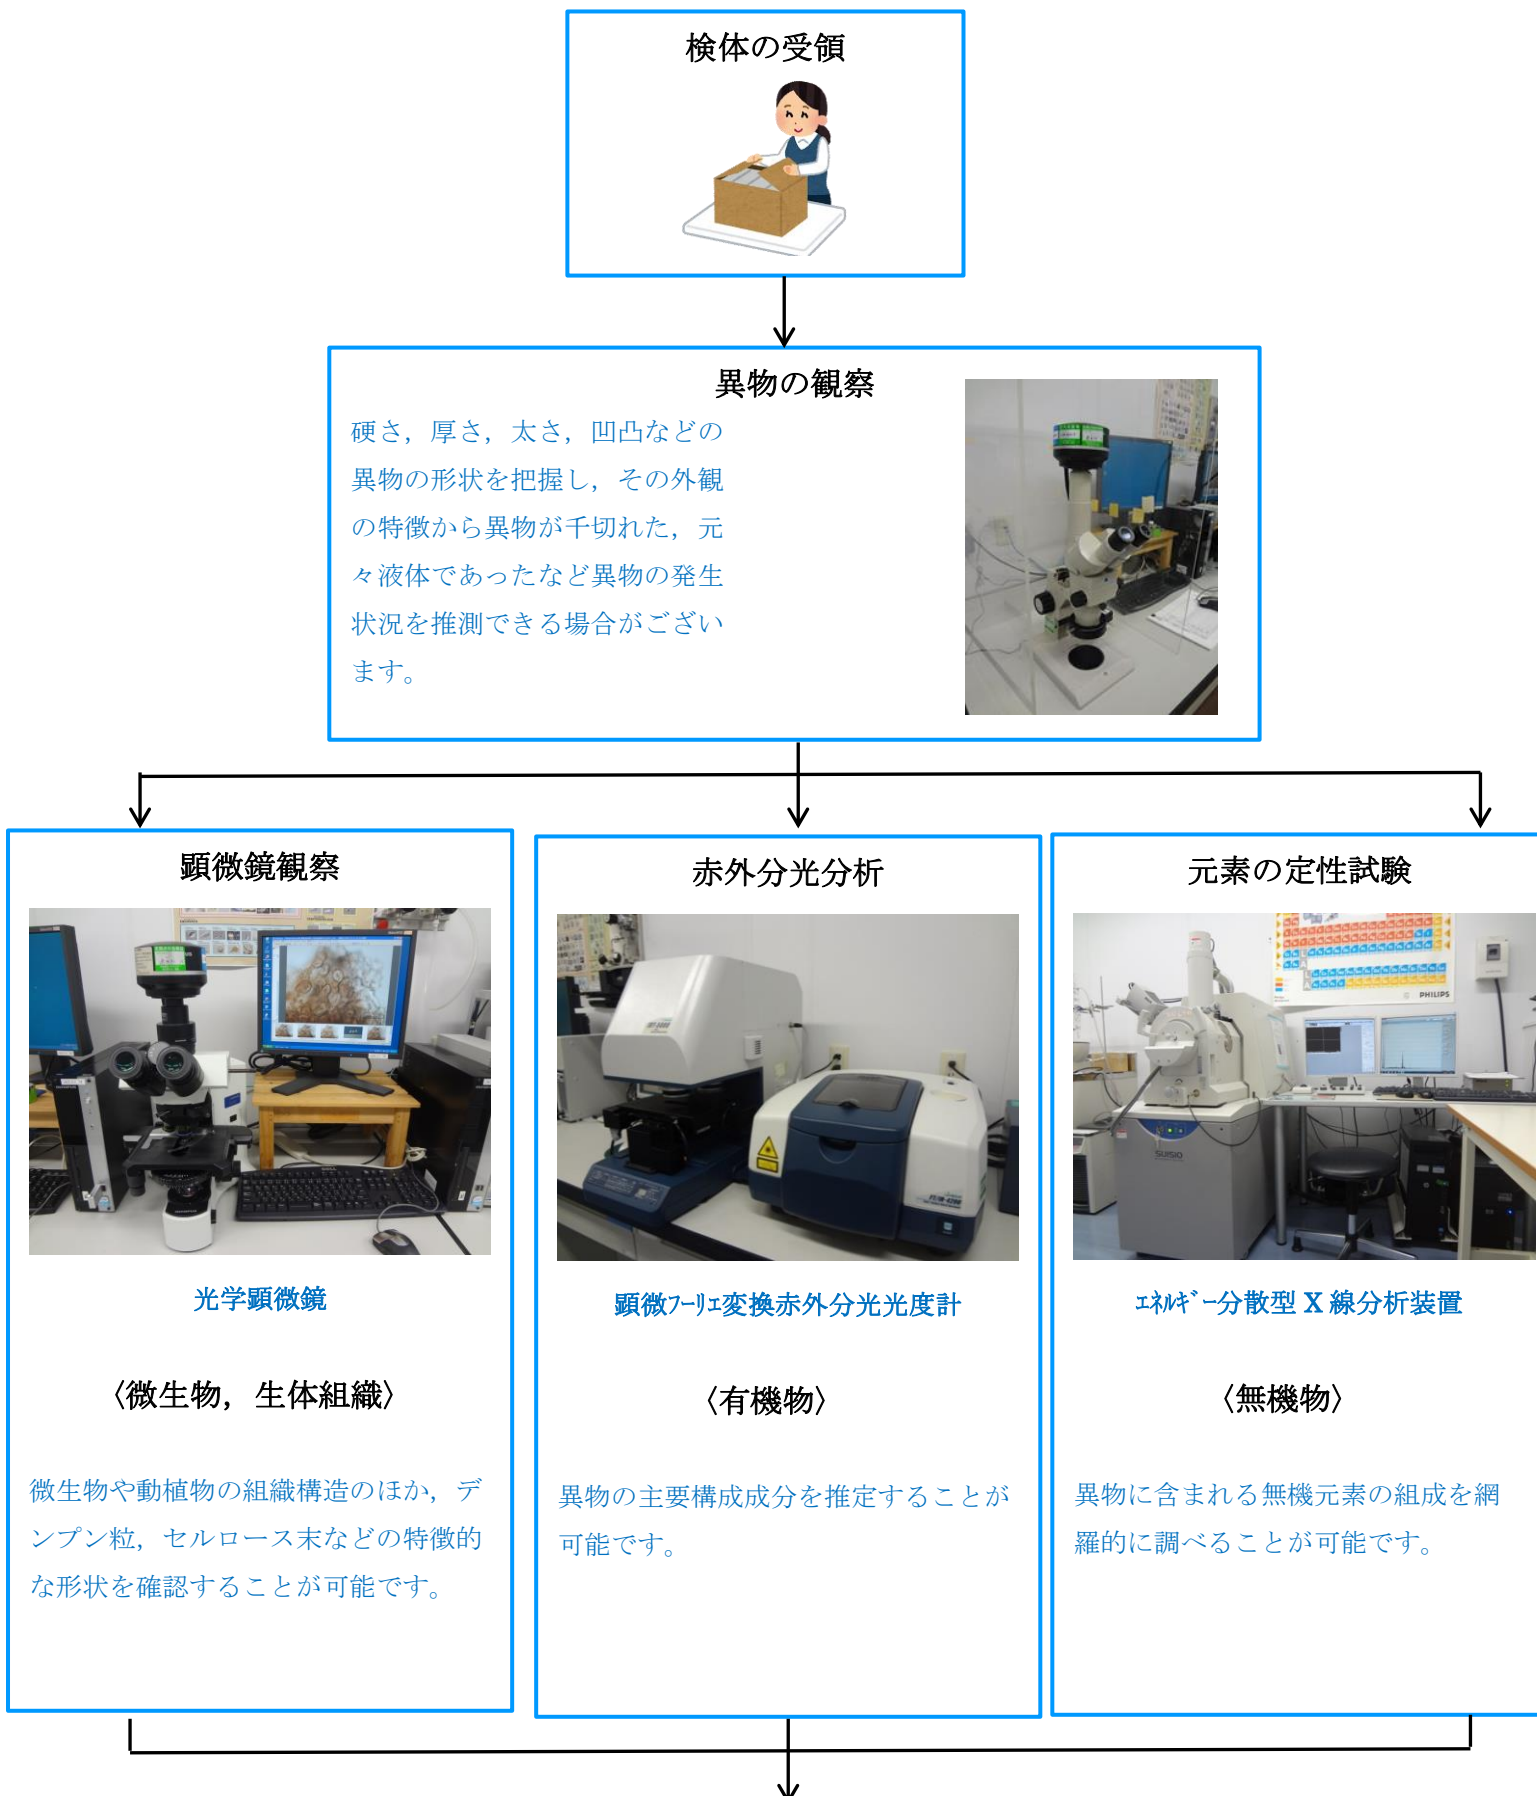 検体の受領
異物の観察
硬さ，厚さ，太さ，凹凸などの
異物の形状を把握し，その外観
の特徴から異物が千切れた，元
々液体であったなど異物の発生
状況を推測できる場合がござい
ます。
顕微鏡観察
光学顕微鏡
〈微生物，生体組織〉
微生物や動植物の組織構造のほか，デ
ンプン粒，セルロース末などの特徴的
な形状を確認することが可能です。
赤外分光分析
顕微ﾌｰﾘｴ変換赤外分光光度計
〈有機物〉
異物の主要構成成分を推定することが
可能です。
元素の定性試験
PHILIPS
ｴﾈﾙｷﾞｰ分散型 X 線分析装置
〈無機物〉
異物に含まれる無機元素の組成を網
羅的に調べることが可能です。